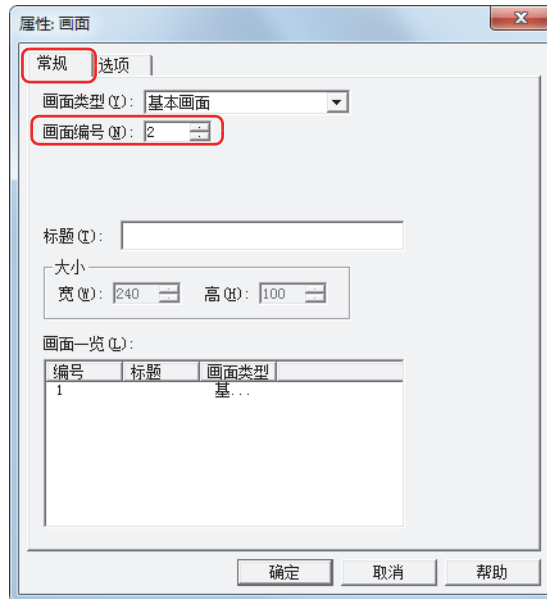 属性: 画面
常规 选项
画面类型(Y): 基本画面
画面编号(N): 2
标题(T):
大小
宽(W): 240 高(H): 100
画面一览(L):
编号 标题 画面类型
1 基...
确定 取消 帮助